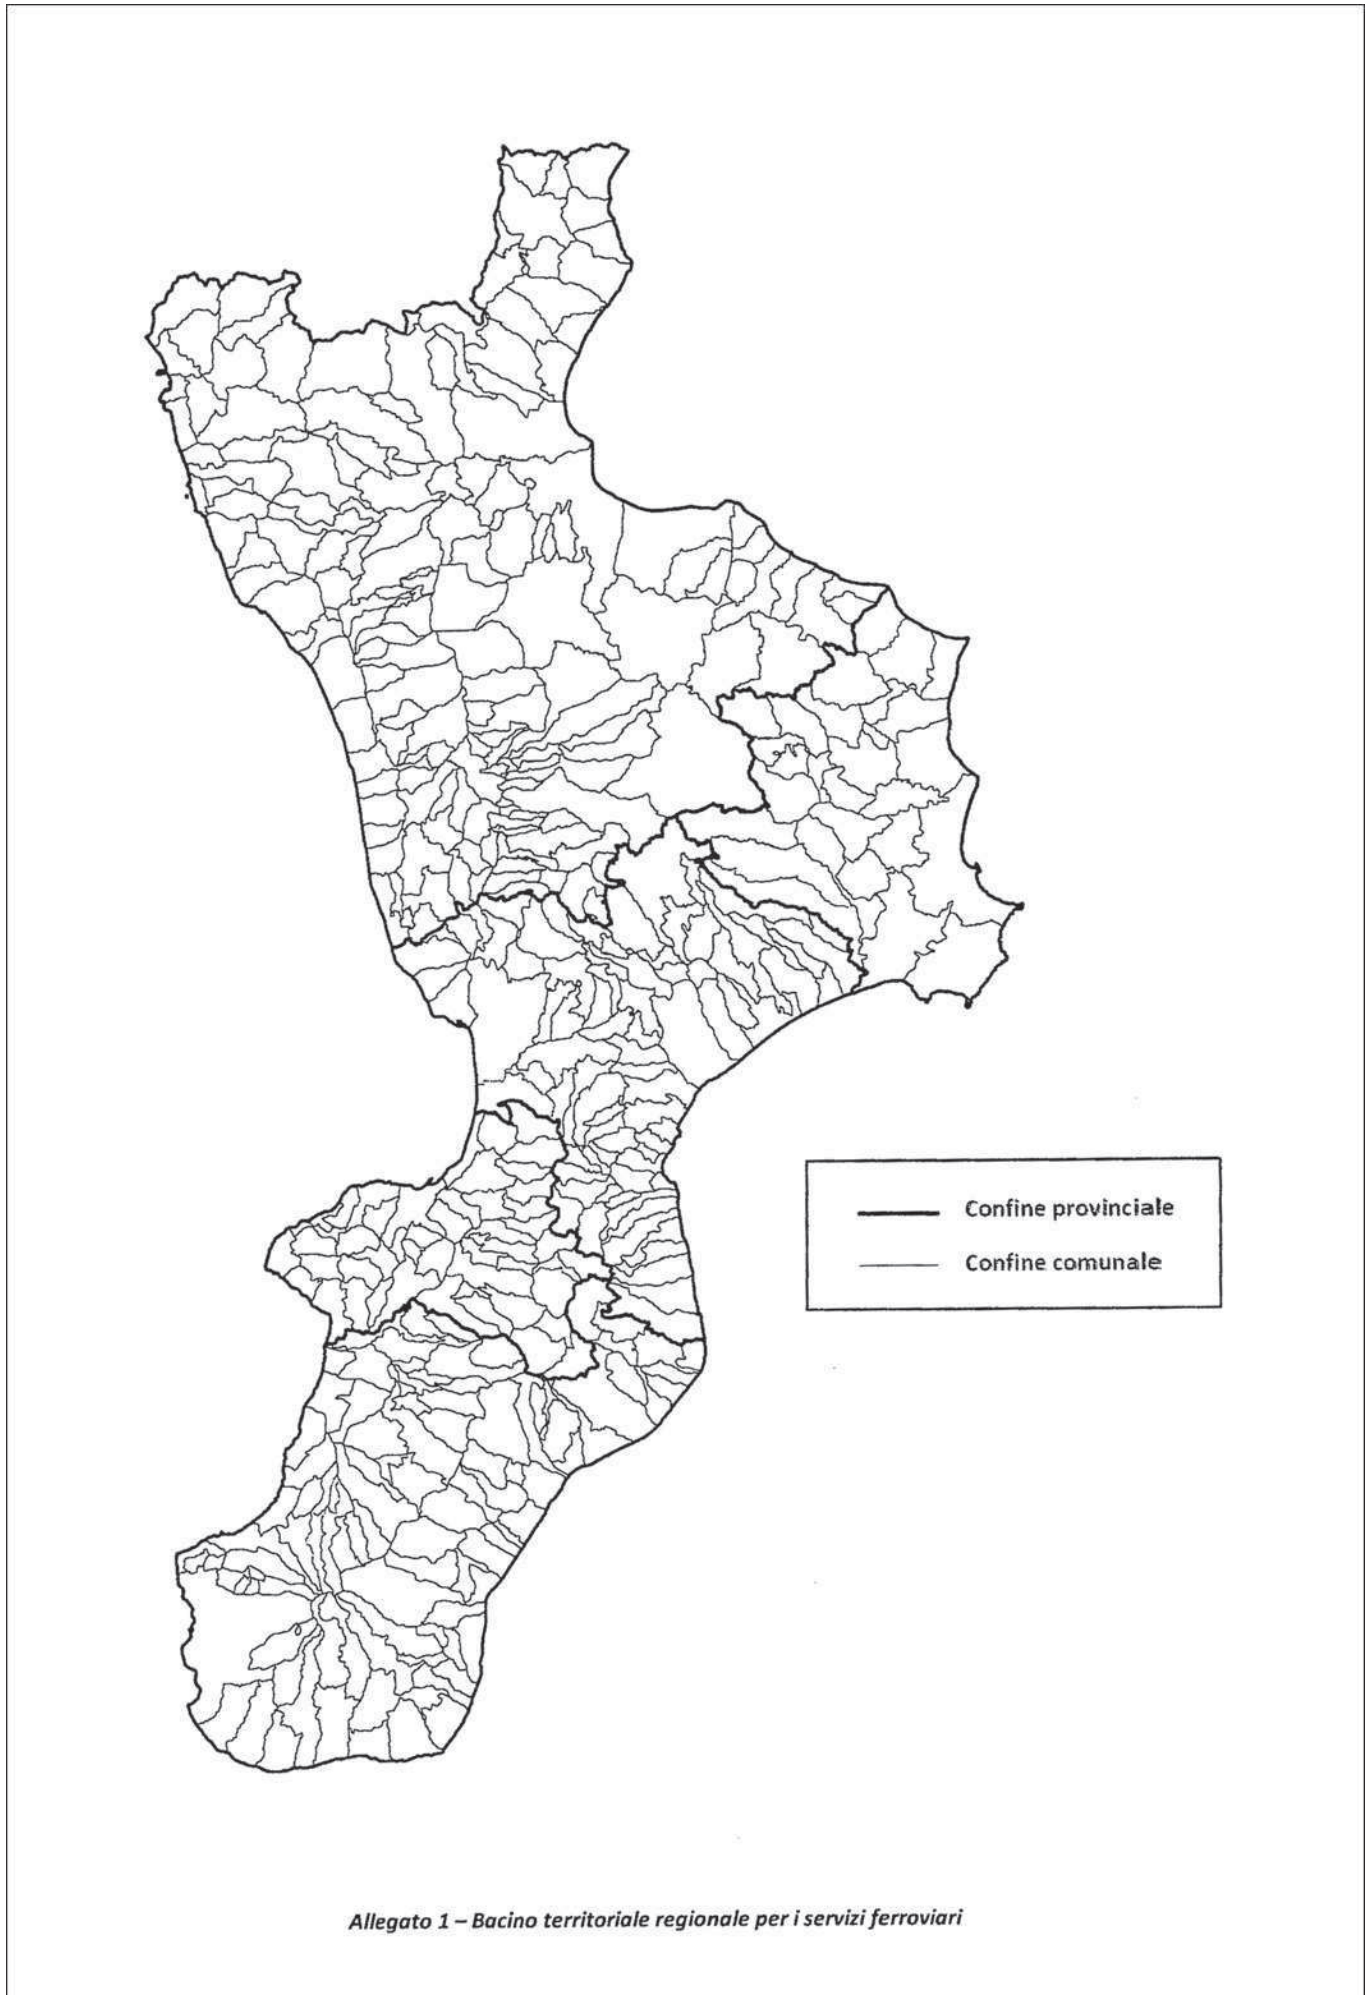 Confine provinciale
Confine comunale
Allegato 1 – Bacino territoriale regionale per i servizi ferroviari